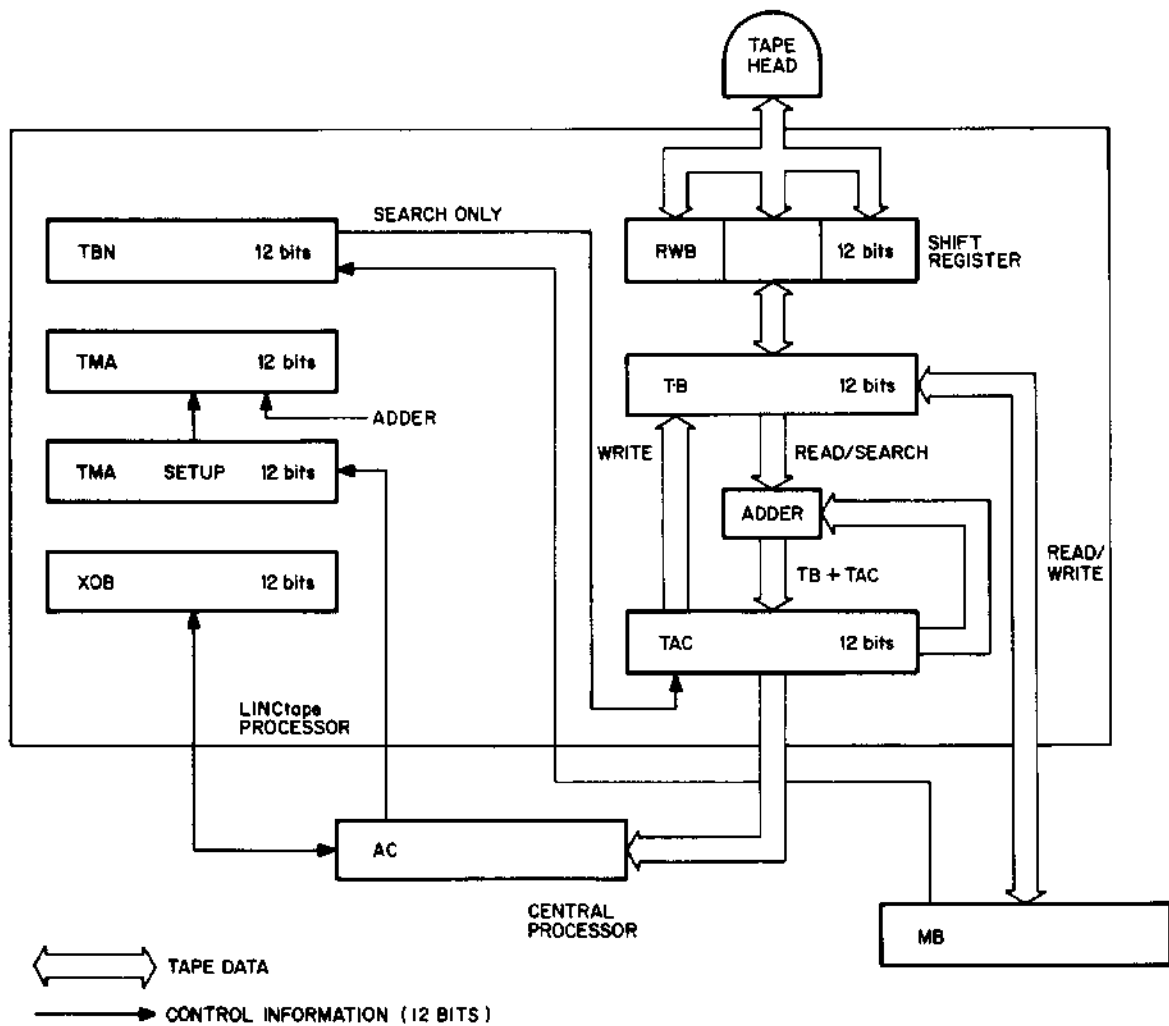 TAPE
HEAD
SEARCH ONLY
TBN 12 bits
RWB 12 bits
SHIFT
REGISTER
TMA 12 bits
TB 12 bits
ADDER
WRITE
READ/SEARCH
TMA SETUP 12 bits
ADDER
READ/
WRITE
XOB 12 bits
TB + TAC
TAC 12 bits
LINCtape
PROCESSOR
AC
CENTRAL
PROCESSOR
MB
TAPE DATA
CONTROL INFORMATION (12 BITS)